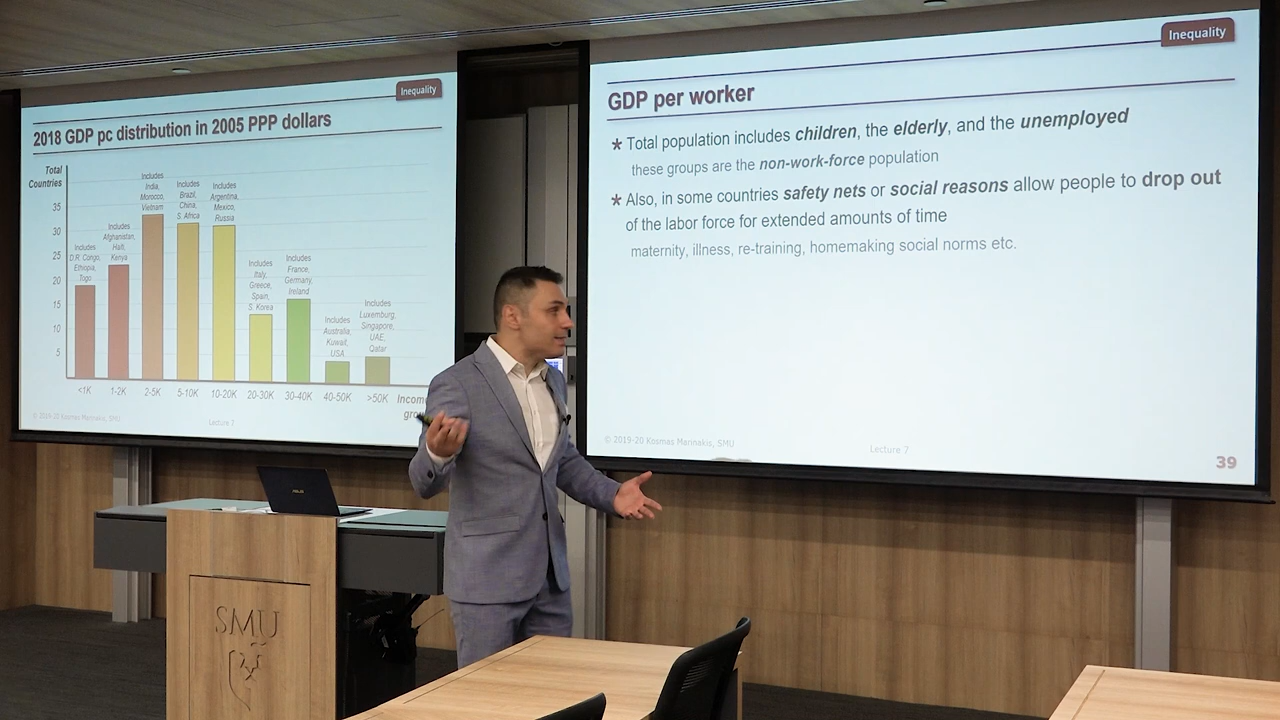 Inequality
2018 GDP pc distribution in 2005 PPP dollars
Total
Countries
35
30
25
20
15
10
5
Includes
D.R. Congo,
Ethiopia,
Togo
Includes
Afghanistan,
Haiti,
Kenya
Includes
India,
Morocco,
Vietnam
Includes
Brazil,
China,
S. Africa
Includes
Argentina,
Mexico,
Russia
Includes
Italy,
Greece,
Spain,
S. Korea
Includes
France,
Germany,
Ireland
Includes
Australia,
Kuwait,
USA
Includes
Luxemburg,
Singapore,
UAE,
Qatar
<1K 1-2K 2-5K 5-10K 10-20K 20-30K 30-40K 40-50K >50K Income
© 2019-20 Kosmas Marinakis, SMU
Lecture 7
Inequality
GDP per worker
* Total population includes children, the elderly, and the unemployed
these groups are the non-work-force population
* Also, in some countries safety nets or social reasons allow people to drop out
of the labor force for extended amounts of time
maternity, illness, re-training, homemaking social norms etc.
© 2019-20 Kosmas Marinakis, SMU
Lecture 7
39
ASUS
SMU